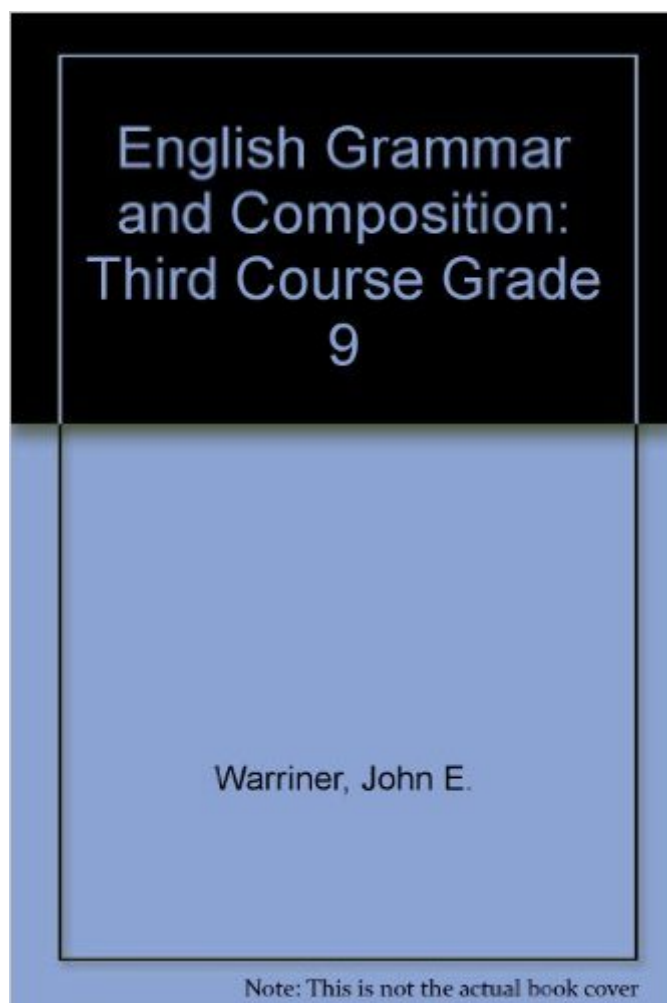 English Grammar
and Composition:
Third Course Grade
9
Warriner, John E.
Note: This is not the actual book cover